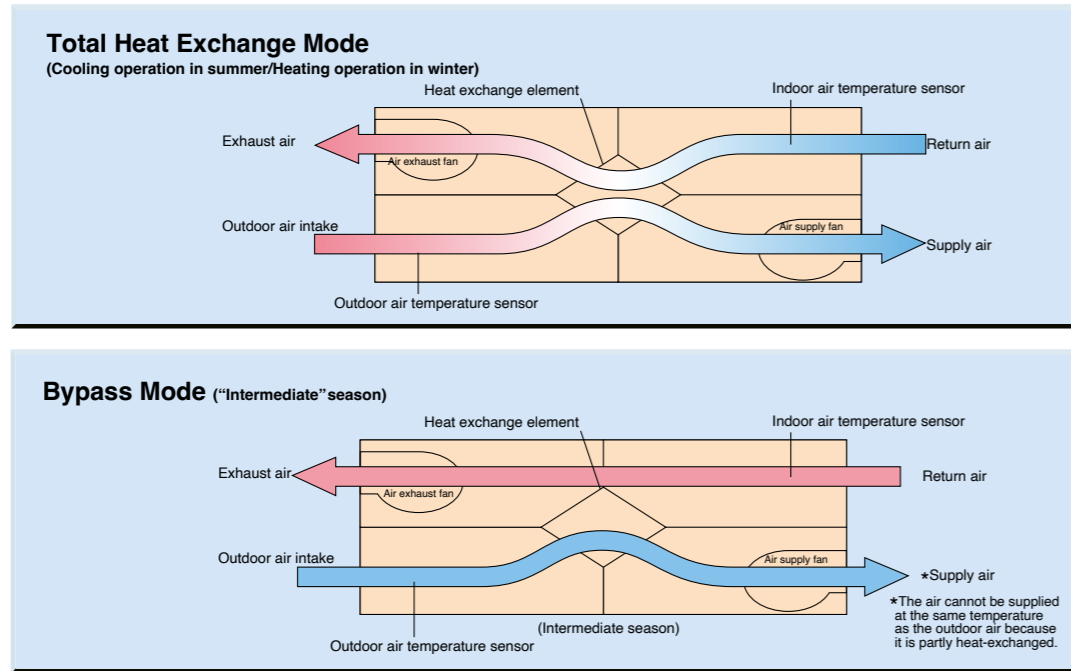 Total Heat Exchange Mode
(Cooling operation in summer/Heating operation in winter)
Heat exchange element
Indoor air temperature sensor
Exhaust air
Air exhaust fan
Return air
Outdoor air intake
Air supply fan
Supply air
Outdoor air temperature sensor
Bypass Mode (“Intermediate”season)
Heat exchange element
Indoor air temperature sensor
Exhaust air
Air exhaust fan
Return air
Outdoor air intake
Air supply fan
*Supply air
*The air cannot be supplied
at the same temperature
as the outdoor air because
it is partly heat-exchanged.
(Intermediate season)
Outdoor air temperature sensor